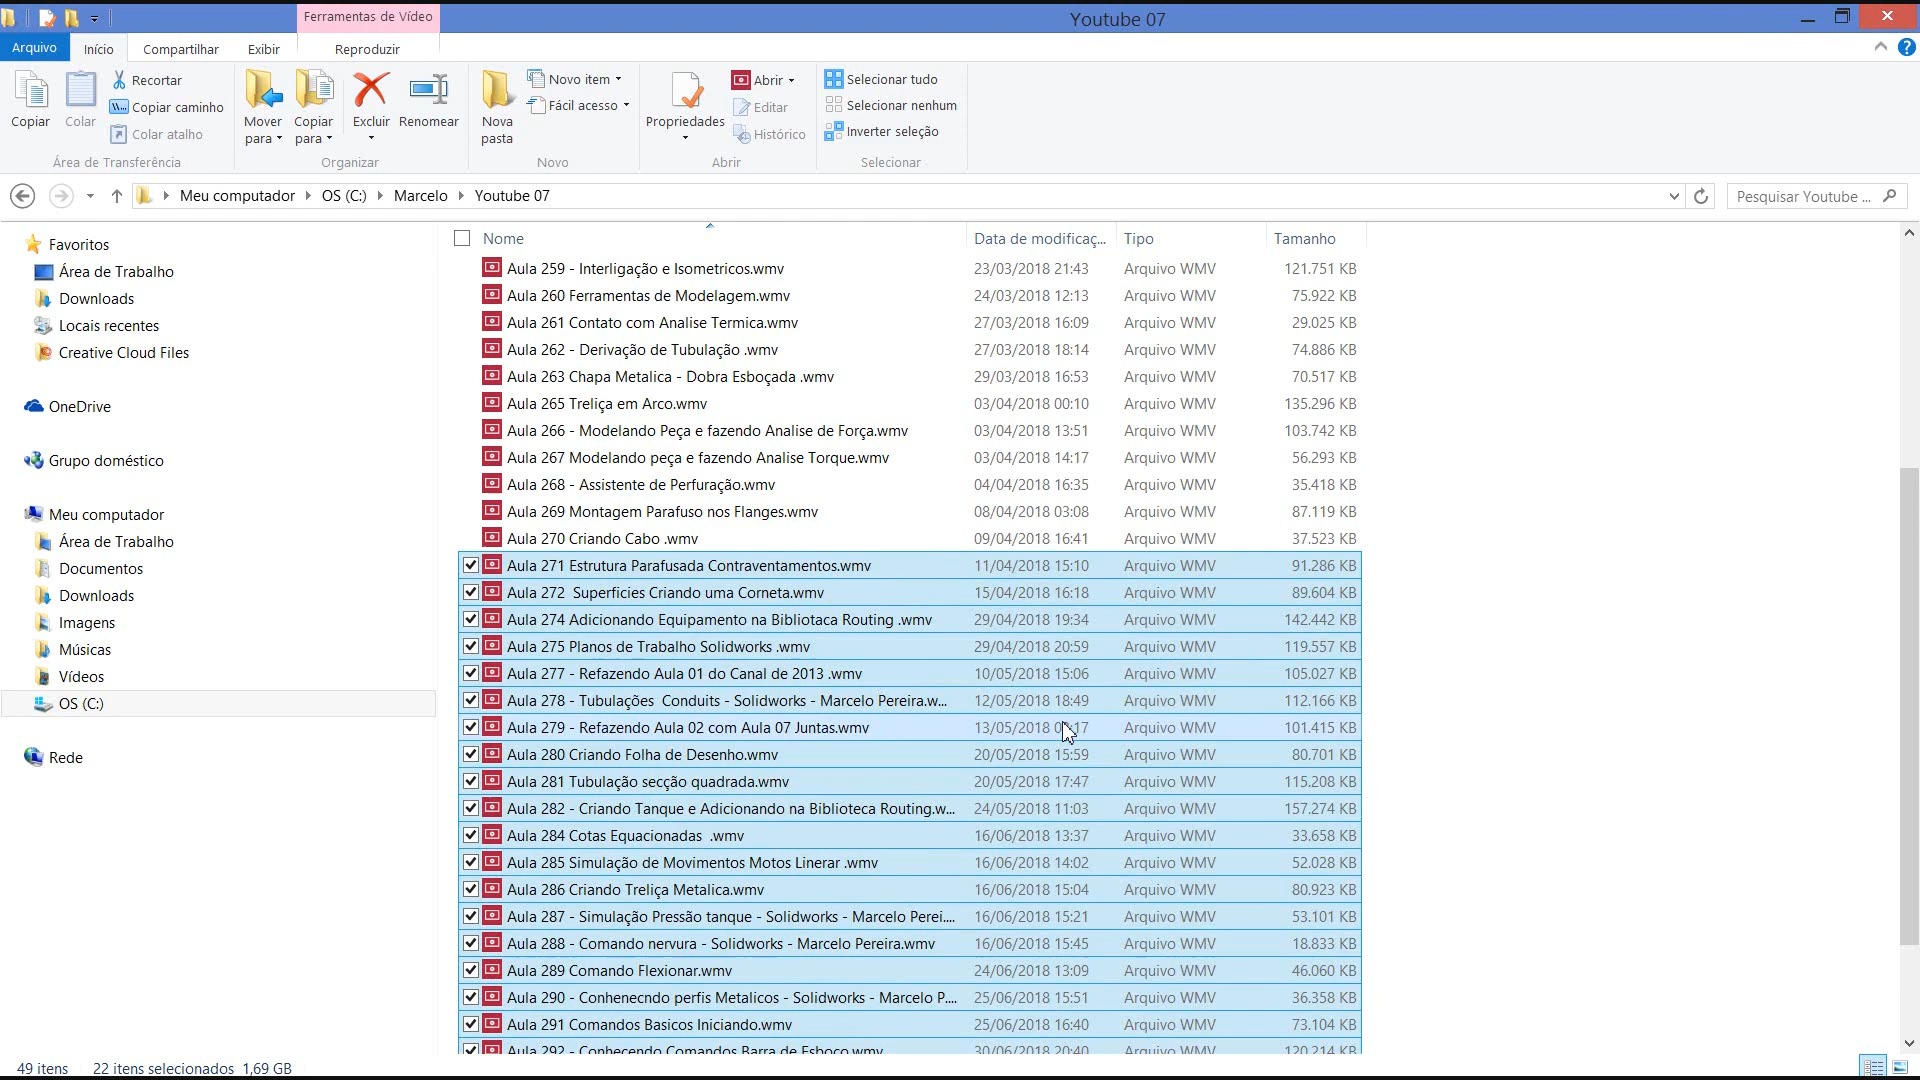 Ferramentas de Vídeo
Youtube 07
Arquivo Início Compartilhar Exibir Reproduzir
Copiar
Colar
Recortar
Copiar caminho
Colar atalho
Área de Transferência
Mover para
Copiar para
Excluir
Renomear
Organizar
Nova pasta
Novo item
Fácil acesso
Novo
Propriedades
Abrir
Editar
Histórico
Abrir
Selecionar tudo
Selecionar nenhum
Inverter seleção
Selecionar
Meu computador OS (C:) Marcelo Youtube 07
Pesquisar Youtube ...
Favoritos
Área de Trabalho
Downloads
Locais recentes
Creative Cloud Files
OneDrive
Grupo doméstico
Meu computador
Área de Trabalho
Documentos
Downloads
Imagens
Músicas
Vídeos
OS (C:)
Rede
Nome Data de modificaç... Tipo Tamanho
Aula 259 - Interligação e Isometricos.wmv 23/03/2018 21:43 Arquivo WMV 121.751 KB
Aula 260 Ferramentas de Modelagem.wmv 24/03/2018 12:13 Arquivo WMV 75.922 KB
Aula 261 Contato com Analise Termica.wmv 27/03/2018 16:09 Arquivo WMV 29.025 KB
Aula 262 - Derivação de Tubulação .wmv 27/03/2018 18:14 Arquivo WMV 74.886 KB
Aula 263 Chapa Metalica - Dobra Esboçada .wmv 29/03/2018 16:53 Arquivo WMV 70.517 KB
Aula 265 Treliça em Arco.wmv 03/04/2018 00:10 Arquivo WMV 135.296 KB
Aula 266 - Modelando Peça e fazendo Analise de Força.wmv 03/04/2018 13:51 Arquivo WMV 103.742 KB
Aula 267 Modelando peça e fazendo Analise Torque.wmv 03/04/2018 14:17 Arquivo WMV 56.293 KB
Aula 268 - Assistente de Perfuração.wmv 04/04/2018 16:35 Arquivo WMV 35.418 KB
Aula 269 Montagem Parafuso nos Flanges.wmv 08/04/2018 03:08 Arquivo WMV 87.119 KB
Aula 270 Criando Cabo .wmv 09/04/2018 16:41 Arquivo WMV 37.523 KB
Aula 271 Estrutura Parafusada Contraventamentos.wmv 11/04/2018 15:10 Arquivo WMV 91.286 KB
Aula 272  Superficies Criando uma Corneta.wmv 15/04/2018 16:18 Arquivo WMV 89.604 KB
Aula 274 Adicionando Equipamento na Bibliotaca Routing .wmv 29/04/2018 19:34 Arquivo WMV 142.442 KB
Aula 275 Planos de Trabalho Solidworks .wmv 29/04/2018 20:59 Arquivo WMV 119.557 KB
Aula 277 - Refazendo Aula 01 do Canal de 2013 .wmv 10/05/2018 15:06 Arquivo WMV 105.027 KB
Aula 278 - Tubulações  Conduits - Solidworks - Marcelo Pereira.w... 12/05/2018 18:49 Arquivo WMV 112.166 KB
Aula 279 - Refazendo Aula 02 com Aula 07 Juntas.wmv 13/05/2018 Arquivo WMV 101.415 KB
Aula 280 Criando Folha de Desenho.wmv 20/05/2018 15:59 Arquivo WMV 80.701 KB
Aula 281 Tubulação secção quadrada.wmv 20/05/2018 17:47 Arquivo WMV 115.208 KB
Aula 282 - Criando Tanque e Adicionando na Biblioteca Routing.w... 24/05/2018 11:03 Arquivo WMV 157.274 KB
Aula 284 Cotas Equacionadas  .wmv 16/06/2018 13:37 Arquivo WMV 33.658 KB
Aula 285 Simulação de Movimentos Motos Linerar .wmv 16/06/2018 14:02 Arquivo WMV 52.028 KB
Aula 286 Criando Treliça Metalica.wmv 16/06/2018 15:04 Arquivo WMV 80.923 KB
Aula 287 - Simulação Pressão tanque - Solidworks - Marcelo Perei.... 16/06/2018 15:21 Arquivo WMV 53.101 KB
Aula 288 - Comando nervura - Solidworks - Marcelo Pereira.wmv 16/06/2018 15:45 Arquivo WMV 18.833 KB
Aula 289 Comando Flexionar.wmv 24/06/2018 13:09 Arquivo WMV 46.060 KB
Aula 290 - Conhenecndo perfis Metalicos - Solidworks - Marcelo P.... 25/06/2018 15:51 Arquivo WMV 36.358 KB
Aula 291 Comandos Basicos Iniciando.wmv 25/06/2018 16:40 Arquivo WMV 73.104 KB
Aula 292 - Conhecendo Comandos Barra de Esboço.wmv 30/06/2018 20:40 Arquivo WMV 120.214 KB
49 itens 22 itens selecionados 1,69 GB